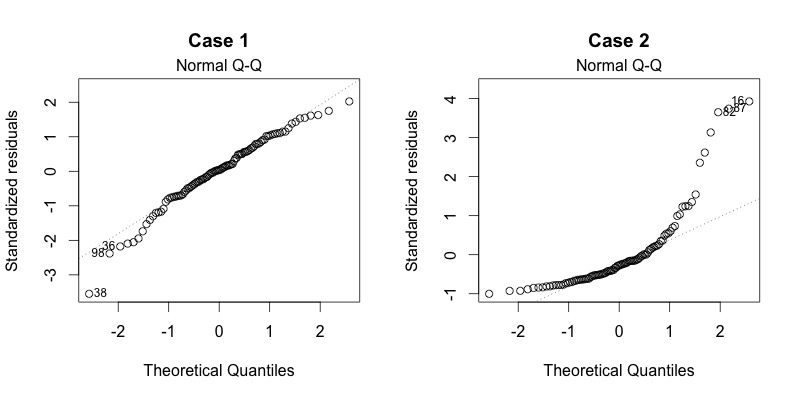 Case 1
Normal Q-Q
Standardized residuals
2
1
0
-1
-2
-3
36
98
38
-2 -1 0 1 2
Theoretical Quantiles
Case 2
Normal Q-Q
Standardized residuals
4
3
2
1
0
-1
16
82 87
-2 -1 0 1 2
Theoretical Quantiles